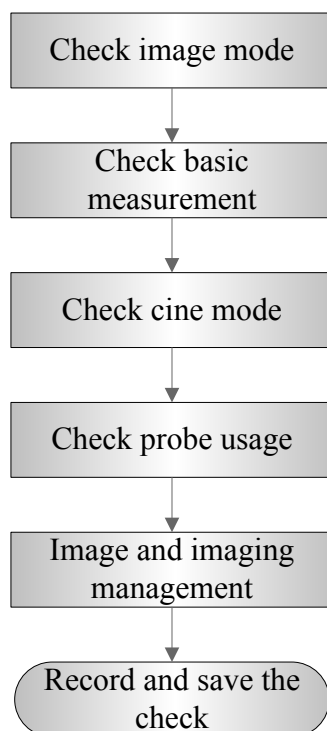 Check image mode
Check basic
measurement
Check cine mode
Check probe usage
Image and imaging
management
Record and save the
check